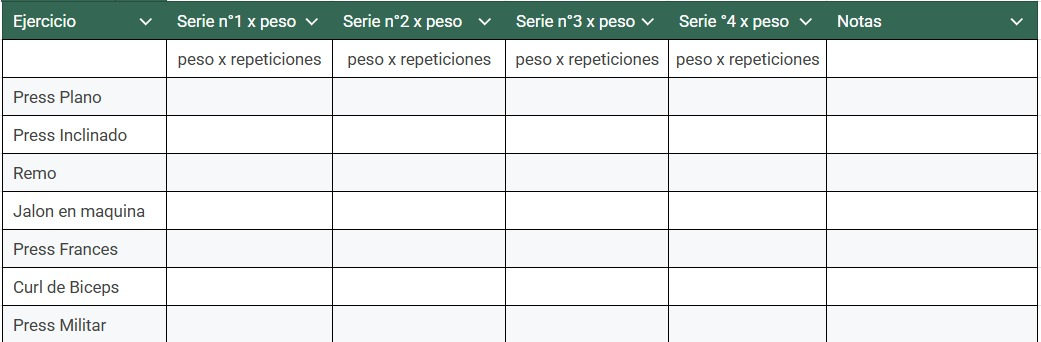 Ejercicio Serie n°1 x peso Serie n°2 x peso Serie n°3 x peso Serie °4 x peso Notas
peso x repeticiones peso x repeticiones peso x repeticiones peso x repeticiones
Press Plano
Press Inclinado
Remo
Jalon en maquina
Press Frances
Curl de Biceps
Press Militar